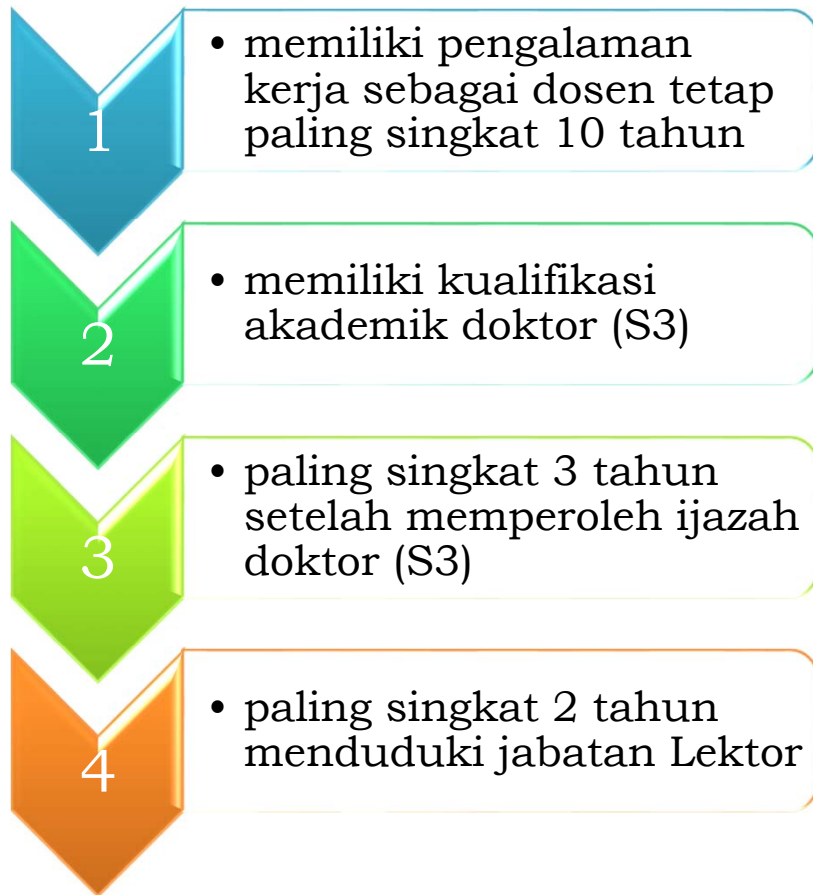 1
• memiliki pengalaman
kerja sebagai dosen tetap
paling singkat 10 tahun
2
• memiliki kualifikasi
akademik doktor (S3)
3
• paling singkat 3 tahun
setelah memperoleh ijazah
doktor (S3)
4
• paling singkat 2 tahun
menduduki jabatan Lektor